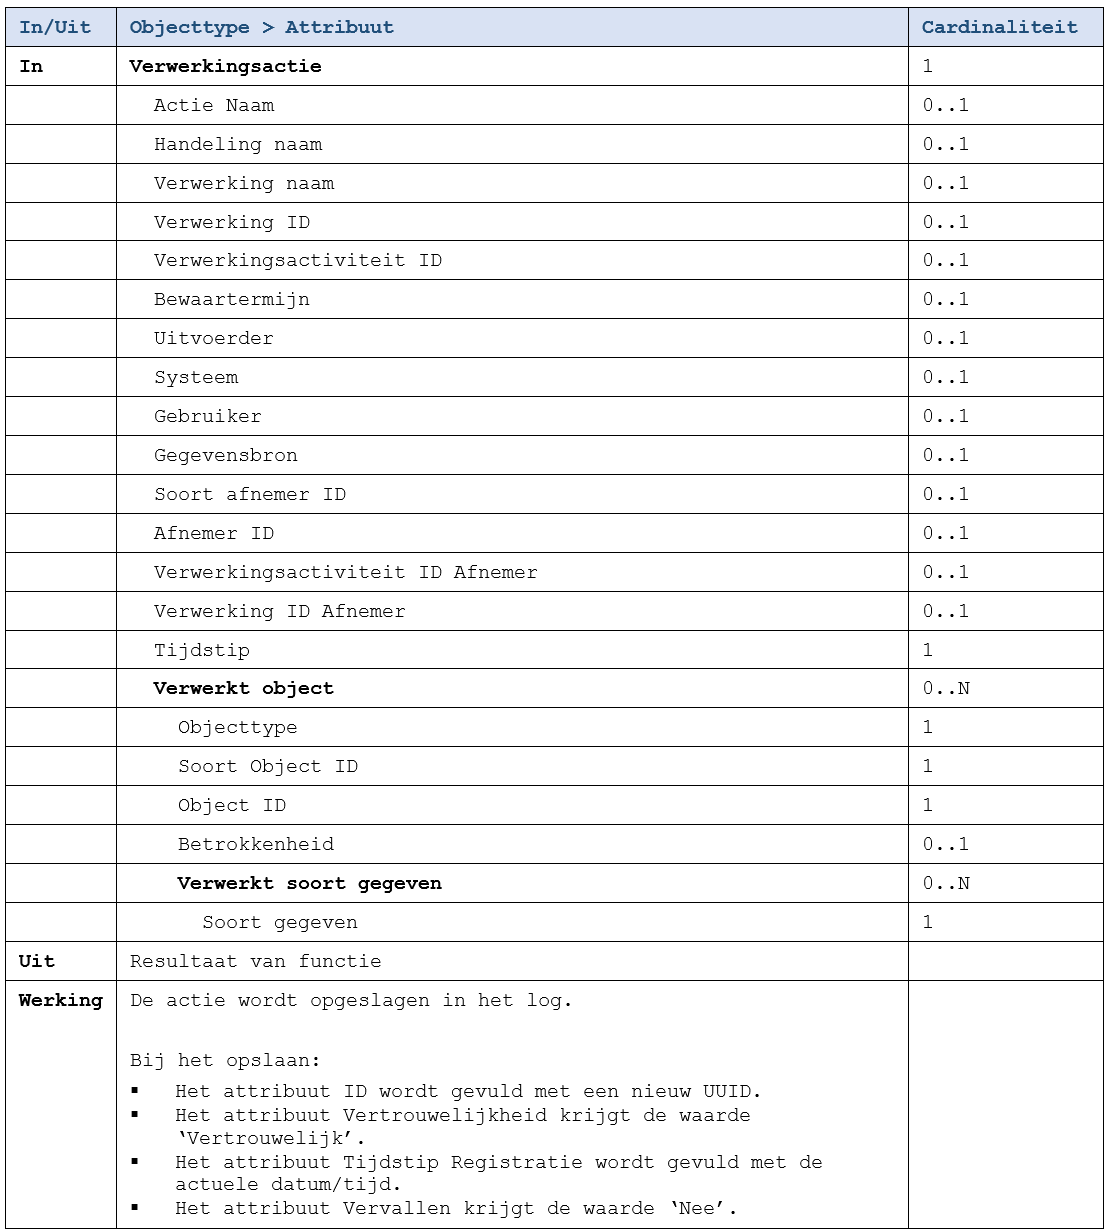 In/Uit Objecttype > Attribuut Cardinaliteit
In Verwerkingsactie 1
Actie Naam 0..1
Handeling naam 0..1
Verwerking naam 0..1
Verwerking ID 0..1
Verwerkingsactiviteit ID 0..1
Bewaartermijn 0..1
Uitvoerder 0..1
Systeem 0..1
Gebruiker 0..1
Gegevensbron 0..1
Soort afnemer ID 0..1
Afnemer ID 0..1
Verwerkingsactiviteit ID Afnemer 0..1
Verwerking ID Afnemer 0..1
Tijdstip 1
Verwerkt object 0..N
Objecttype 1
Soort Object ID 1
Object ID 1
Betrokkenheid 0..1
Verwerkt soort gegeven 0..N
Soort gegeven 1
Uit Resultaat van functie
Werking De actie wordt opgeslagen in het log.
Bij het opslaan:
▪ Het attribuut ID wordt gevuld met een nieuw UUID.
▪ Het attribuut Vertrouwelijkheid krijgt de waarde
‘Vertrouwelijk’.
▪ Het attribuut Tijdstip Registratie wordt gevuld met de
actuele datum/tijd.
▪ Het attribuut Vervallen krijgt de waarde ‘Nee’.